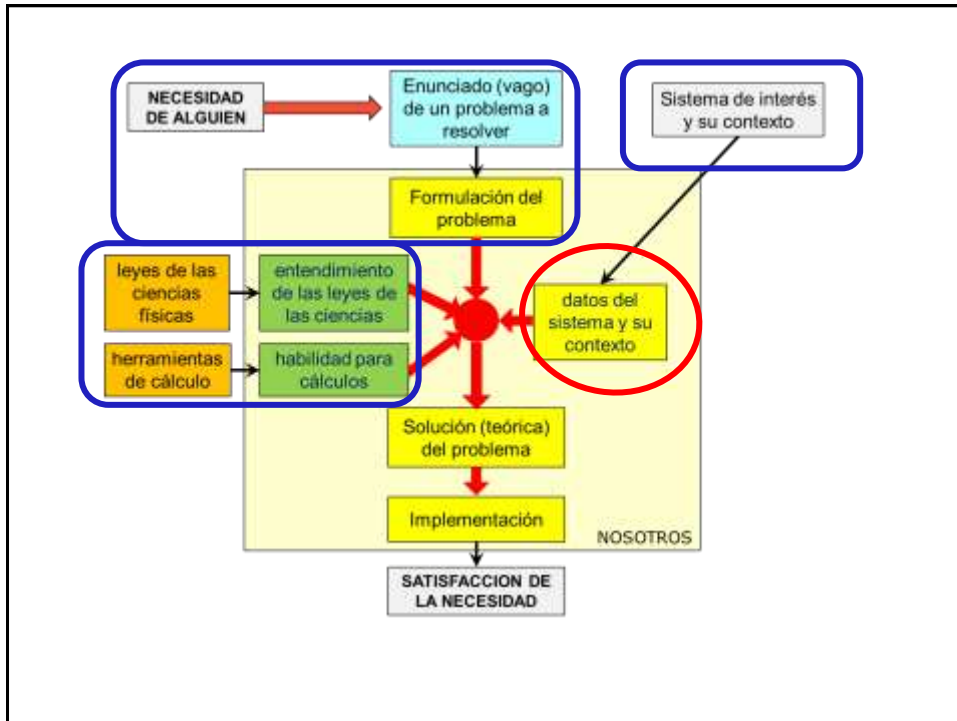 NECESIDAD
DE ALGUIEN
Enunciado (vago)
de un problema a
resolver
Sistema de interés
y su contexto
Formulación del
problema
leyes de las
ciencias
físicas
entendimiento
de las leyes de
las ciencias
datos del
sistema y su
contexto
herramientas
de cálculo
habilidad para
cálculos
Solución (teórica)
del problema
Implementación
NOSOTROS
SATISFACCION DE
LA NECESIDAD